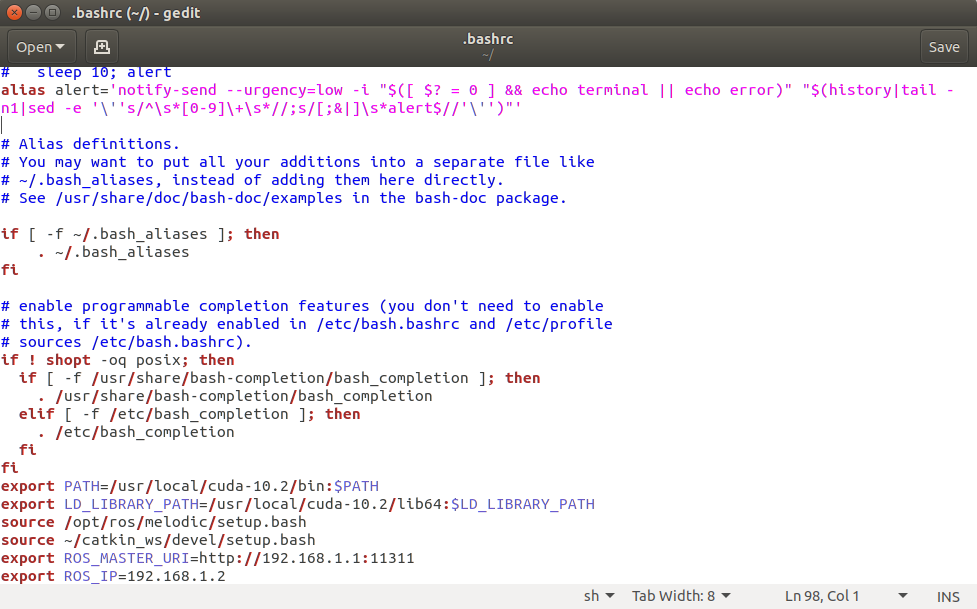 .bashrc (~/) - gedit
Open
.bashrc
~/
Save
#   sleep 10; alert
alias alert='notify-send --urgency=low -i "$([ $? = 0 ] && echo terminal || echo error)" "$(history|tail -
n1|sed -e '\''s/^\s*[0-9]\+\s*//;s/[;&|]\s*alert$//'\'')"'
# Alias definitions.
# You may want to put all your additions into a separate file like
# ~/.bash_aliases, instead of adding them here directly.
# See /usr/share/doc/bash-doc/examples in the bash-doc package.
if [ -f ~/.bash_aliases ]; then
    . ~/.bash_aliases
fi
# enable programmable completion features (you don't need to enable
# this, if it's already enabled in /etc/bash.bashrc and /etc/profile
# sources /etc/bash.bashrc).
if ! shopt -oq posix; then
  if [ -f /usr/share/bash-completion/bash_completion ]; then
    . /usr/share/bash-completion/bash_completion
  elif [ -f /etc/bash_completion ]; then
    . /etc/bash_completion
  fi
fi
export PATH=/usr/local/cuda-10.2/bin:$PATH
export LD_LIBRARY_PATH=/usr/local/cuda-10.2/lib64:$LD_LIBRARY_PATH
source /opt/ros/melodic/setup.bash
source ~/catkin_ws/devel/setup.bash
export ROS_MASTER_URI=http://192.168.1.1:11311
export ROS_IP=192.168.1.2
sh Tab Width: 8 Ln 98, Col 1 INS